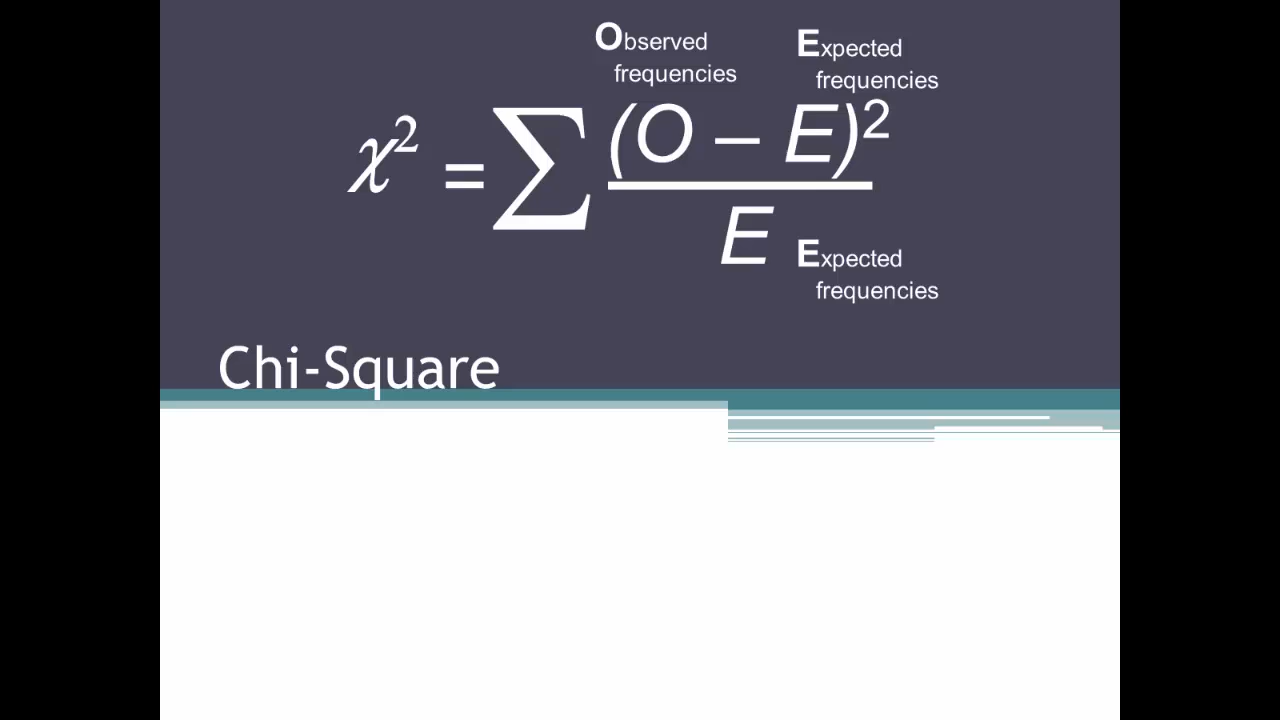 Observed
frequencies
Expected
frequencies
χ² = ∑ (O – E)²
E
Expected
frequencies
Chi-Square